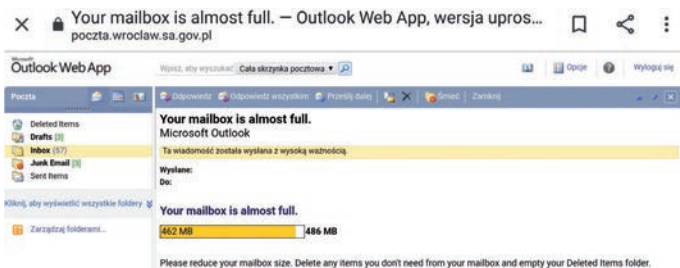 Your mailbox is almost full. — Outlook Web App, wersja upros...
poczta.wroclaw.sa.gov.pl
Microsoft
Outlook Web App
Wpisz, aby wyszukać Cała skrzynka pocztowa
Opcje
Wyloguj się
Poczta
Odpowiedz Odpowiedz wszystkim Prześlij dalej Śmieć Zamknij
Deleted Items
Drafts [3]
Inbox (57)
Junk Email [3]
Sent Items
Kliknij, aby wyświetlić wszystkie foldery
Zarządzaj folderami...
Your mailbox is almost full.
Microsoft Outlook
Ta wiadomość została wysłana z wysoką ważnością.
Wysłane:
Do:
Your mailbox is almost full.
462 MB 486 MB
Please reduce your mailbox size. Delete any items you don't need from your mailbox and empty your Deleted Items folder.